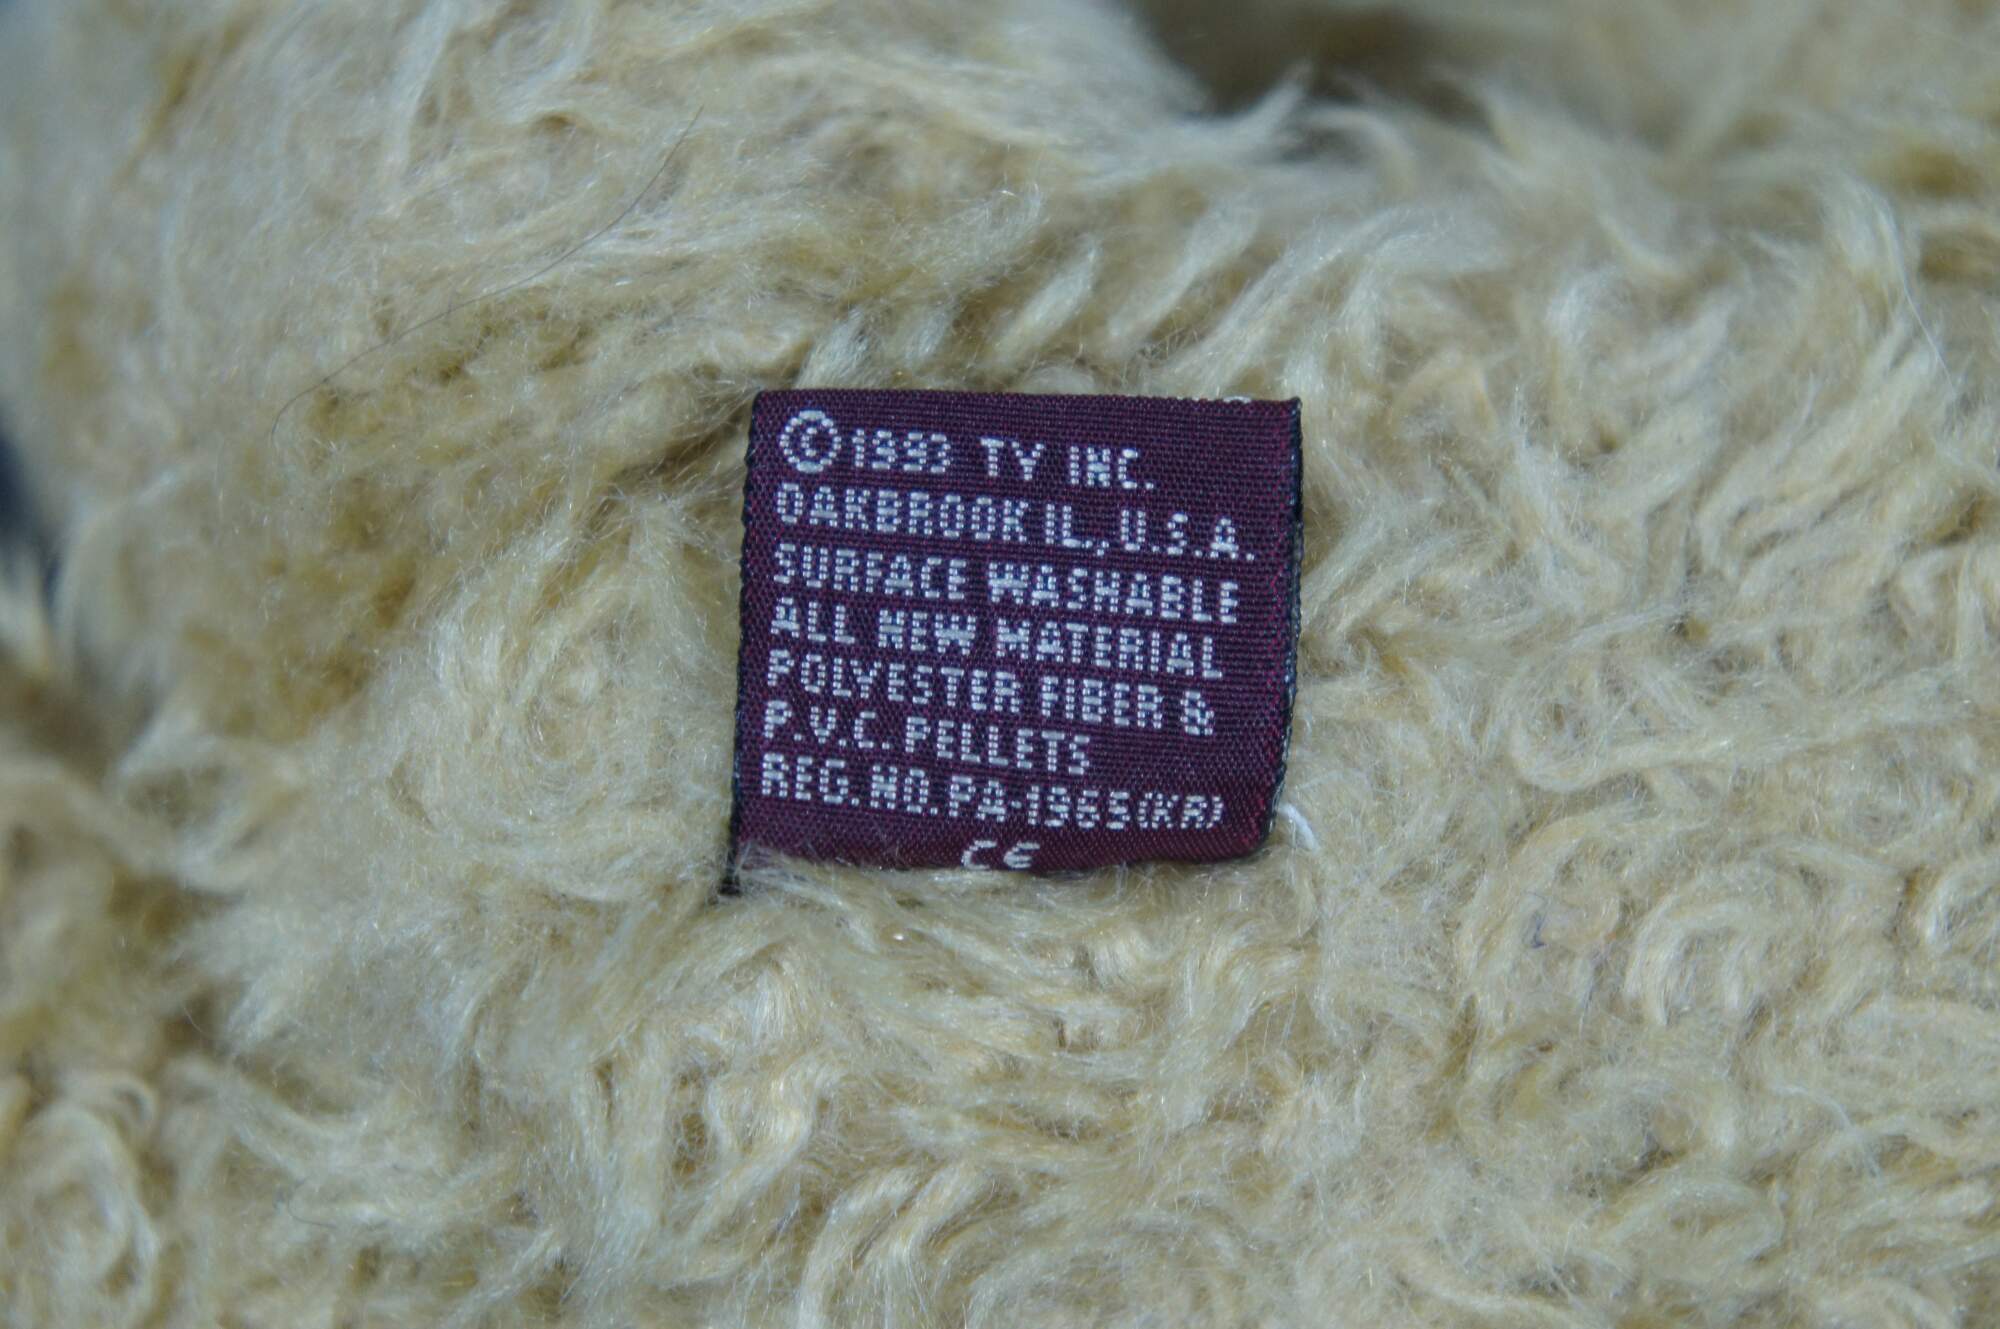 ©1993 TY INC.
OAKBROOK IL., U.S.A.
SURFACE WASHABLE
ALL NEW MATERIAL
POLYESTER FIBER &
P.V.C. PELLETS
REG. NO. PA-1965(KR)
CE